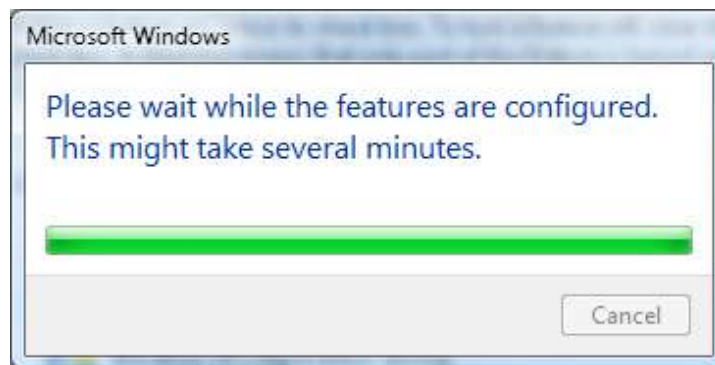 Microsoft Windows
Please wait while the features are configured.
This might take several minutes.
Cancel